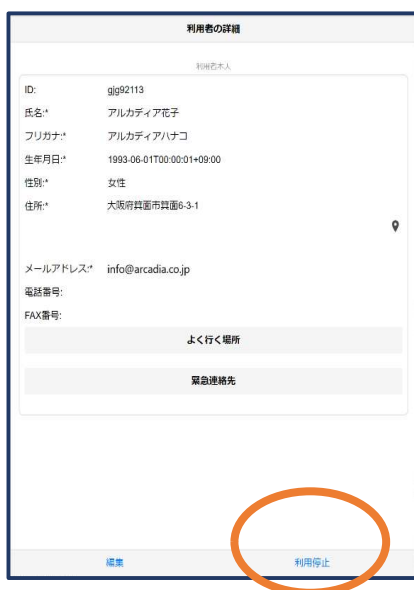 利用者の詳細
利用者本人
ID: gjg92113
氏名:* アルカディア花子
フリガナ:* アルカディアハナコ
生年月日:* 1993-06-01T00:00:01+09:00
性別:* 女性
住所:* 大阪府箕面市箕面6-3-1
メールアドレス:* info@arcadia.co.jp
電話番号:
FAX番号:
よく行く場所
緊急連絡先
編集 利用停止